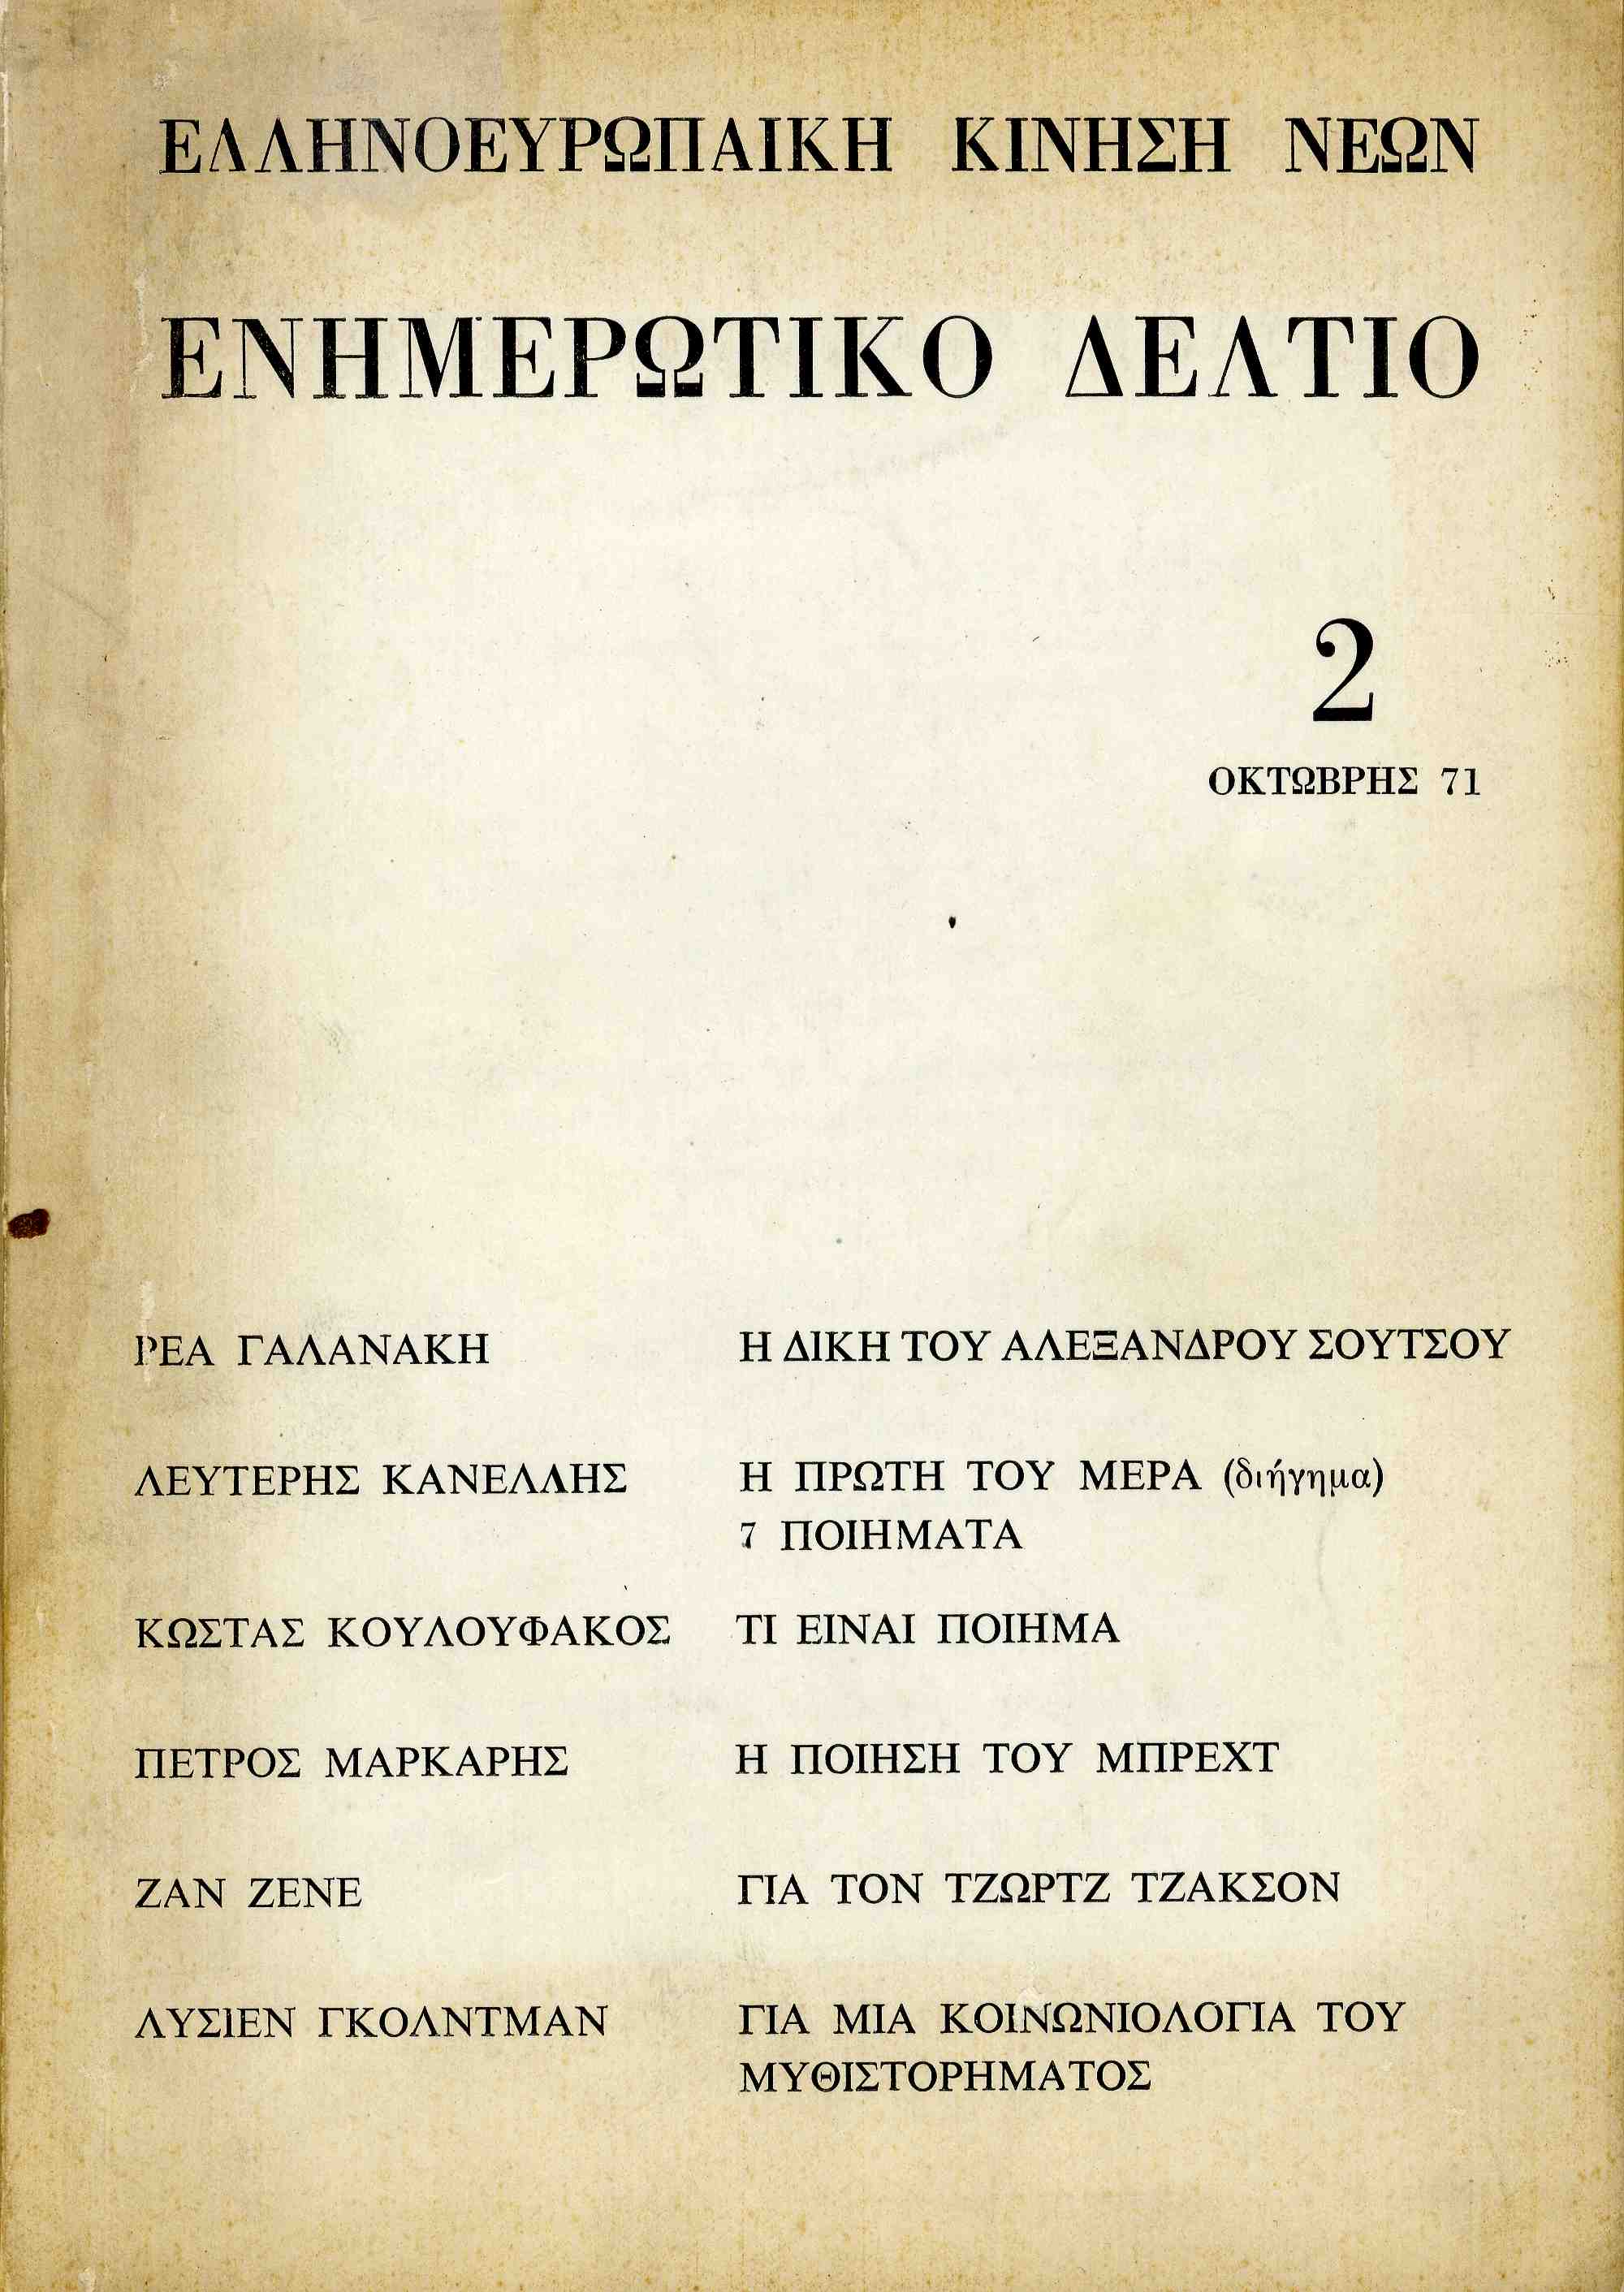 ΕΛΛΗΝΟΕΥΡΩΠΑΙΚΗ ΚΙΝΗΣΗ ΝΕΩΝ
ΕΝΗΜΕΡΩΤΙΚΟ ΔΕΛΤΙΟ
2
ΟΚΤΩΒΡΗΣ 71
ΡΕΑ ΓΑΛΑΝΑΚΗ Η ΔΙΚΗ ΤΟΥ ΑΛΕΞΑΝΔΡΟΥ ΣΟΥΤΣΟΥ
ΛΕΥΤΕΡΗΣ ΚΑΝΕΛΛΗΣ Η ΠΡΩΤΗ ΤΟΥ ΜΕΡΑ (διήγημα)
7 ΠΟΙΗΜΑΤΑ
ΚΩΣΤΑΣ ΚΟΥΛΟΥΦΑΚΟΣ ΤΙ ΕΙΝΑΙ ΠΟΙΗΜΑ
ΠΕΤΡΟΣ ΜΑΡΚΑΡΗΣ Η ΠΟΙΗΣΗ ΤΟΥ ΜΠΡΕΧΤ
ΖΑΝ ΖΕΝΕ ΓΙΑ ΤΟΝ ΤΖΩΡΤΖ ΤΖΑΚΣΟΝ
ΛΥΣΙΕΝ ΓΚΟΛΝΤΜΑΝ ΓΙΑ ΜΙΑ ΚΟΙΝΩΝΙΟΛΟΓΙΑ ΤΟΥ
ΜΥΘΙΣΤΟΡΗΜΑΤΟΣ